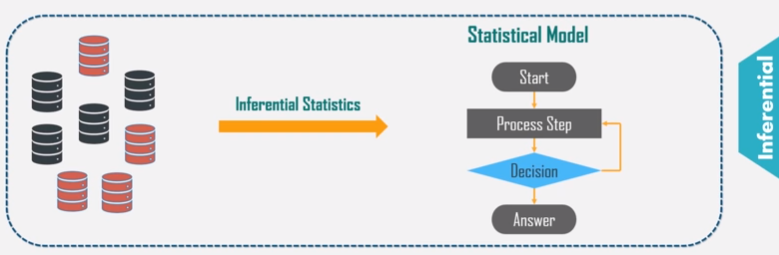 Statistical Model
Start
Inferential Statistics
Process Step
Decision
Answer
Inferential